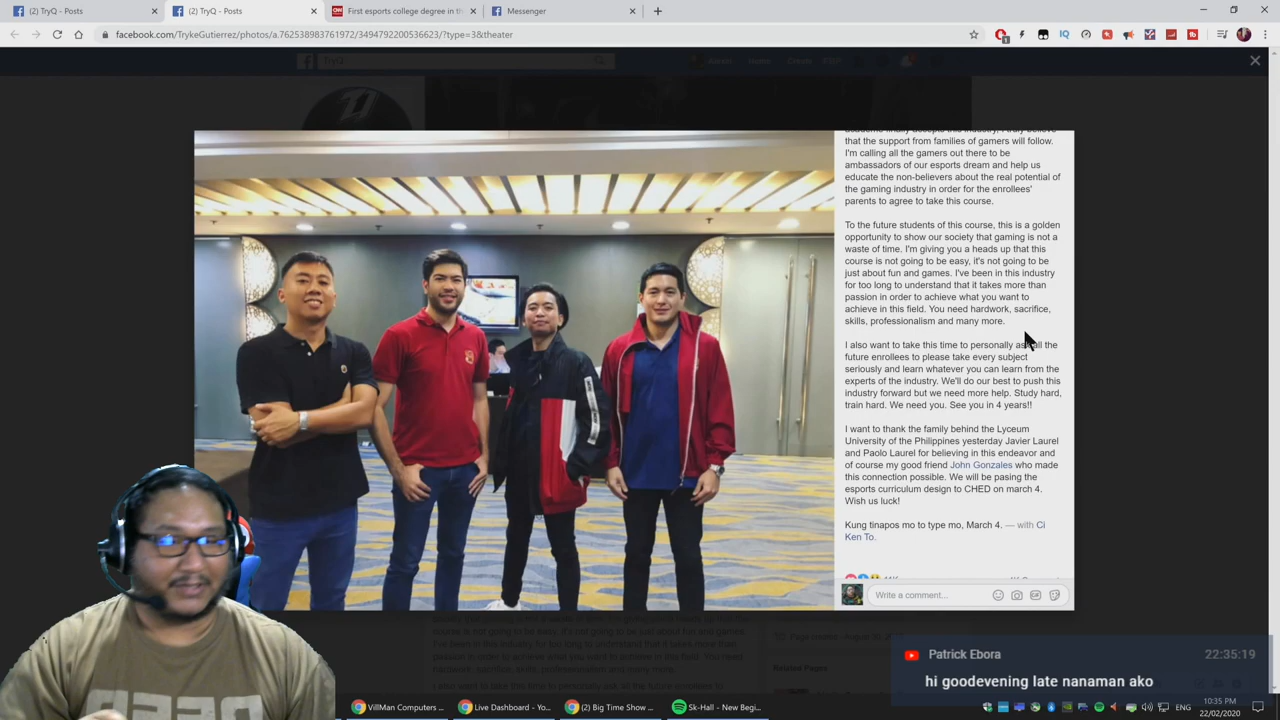 (2) TryQ - Posts
(2) TryQ - Posts
First esports college degree in th
Messenger
facebook.com/TrykeGutierrez/photos/a.762538983761972/3494792200536623/?type=3&theater
TryQ
Home
Create
that the support from families of gamers will follow.
I'm calling all the gamers out there to be
ambassadors of our esports dream and help us
educate the non-believers about the real potential of
the gaming industry in order for the enrollees'
parents to agree to take this course.
To the future students of this course, this is a golden
opportunity to show our society that gaming is not a
waste of time. I'm giving you a heads up that this
course is not going to be easy, it's not going to be
just about fun and games. I've been in this industry
for too long to understand that it takes more than
passion in order to achieve what you want to
achieve in this field. You need hardwork, sacrifice,
skills, professionalism and many more.
I also want to take this time to personally ask all the
future enrollees to please take every subject
seriously and learn whatever you can learn from the
experts of the industry. We'll do our best to push this
industry forward but we need more help. Study hard,
train hard. We need you. See you in 4 years!!
I want to thank the family behind the Lyceum
University of the Philippines yesterday Javier Laurel
and Paolo Laurel for believing in this endeavor and
of course my good friend John Gonzales who made
this connection possible. We will be pasing the
esports curriculum design to CHED on march 4.
Wish us luck!
Kung tinapos mo to type mo, March 4. — with Ci
Ken To.
Write a comment...
GIF
Related Pages
Patrick Ebora
22:35:19
hi goodevening late nanaman ako
VillMan Computers ...
Live Dashboard - Yo...
(2) Big Time Show ...
Sk-Hall - New Begi...
ENG
10:35 PM
22/02/2020